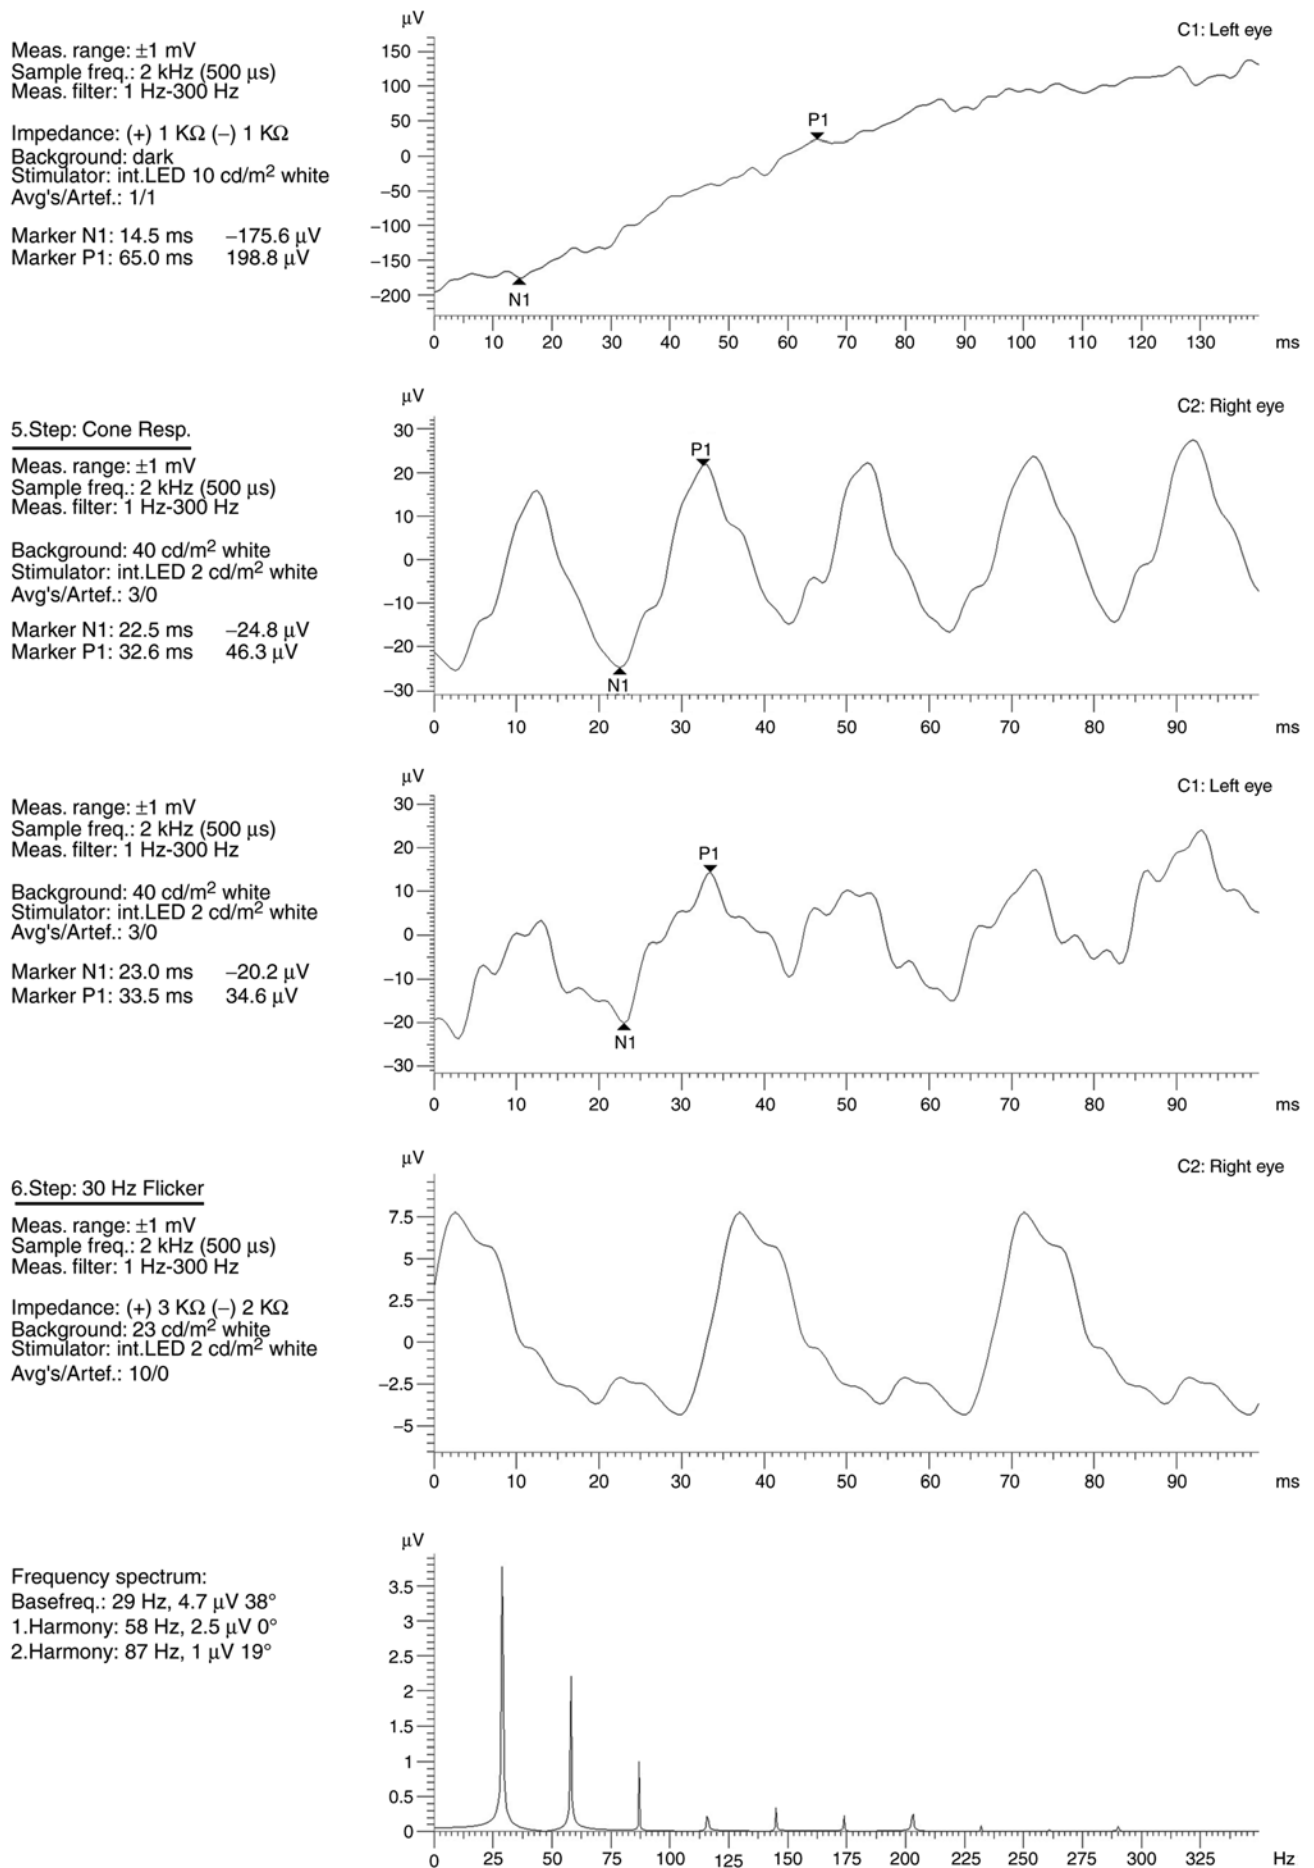 Meas. range: ±1 mV
Sample freq.: 2 kHz (500 µs)
Meas. filter: 1 Hz-300 Hz
Impedance: (+) 1 KΩ (–) 1 KΩ
Background: dark
Stimulator: int.LED 10 cd/m² white
Avg's/Artef.: 1/1
Marker N1: 14.5 ms –175.6 µV
Marker P1: 65.0 ms 198.8 µV
µV
C1: Left eye
150
100
50
0
–50
–100
–150
–200
P1
N1
0 10 20 30 40 50 60 70 80 90 100 110 120 130 ms
5.Step: Cone Resp.
Meas. range: ±1 mV
Sample freq.: 2 kHz (500 µs)
Meas. filter: 1 Hz-300 Hz
Background: 40 cd/m² white
Stimulator: int.LED 2 cd/m² white
Avg's/Artef.: 3/0
Marker N1: 22.5 ms –24.8 µV
Marker P1: 32.6 ms 46.3 µV
µV
C2: Right eye
30
20
10
0
–10
–20
–30
P1
N1
0 10 20 30 40 50 60 70 80 90 ms
Meas. range: ±1 mV
Sample freq.: 2 kHz (500 µs)
Meas. filter: 1 Hz-300 Hz
Background: 40 cd/m² white
Stimulator: int.LED 2 cd/m² white
Avg's/Artef.: 3/0
Marker N1: 23.0 ms –20.2 µV
Marker P1: 33.5 ms 34.6 µV
µV
C1: Left eye
30
20
10
0
–10
–20
–30
P1
N1
0 10 20 30 40 50 60 70 80 90 ms
6.Step: 30 Hz Flicker
Meas. range: ±1 mV
Sample freq.: 2 kHz (500 µs)
Meas. filter: 1 Hz-300 Hz
Impedance: (+) 3 KΩ (–) 2 KΩ
Background: 23 cd/m² white
Stimulator: int.LED 2 cd/m² white
Avg's/Artef.: 10/0
µV
C2: Right eye
7.5
5
2.5
0
–2.5
–5
0 10 20 30 40 50 60 70 80 90 ms
Frequency spectrum:
Basefreq.: 29 Hz, 4.7 µV 38°
1.Harmony: 58 Hz, 2.5 µV 0°
2.Harmony: 87 Hz, 1 µV 19°
µV
3.5
3
2.5
2
1.5
1
0.5
0
0 25 50 75 100 125 150 175 200 225 250 275 300 325 Hz